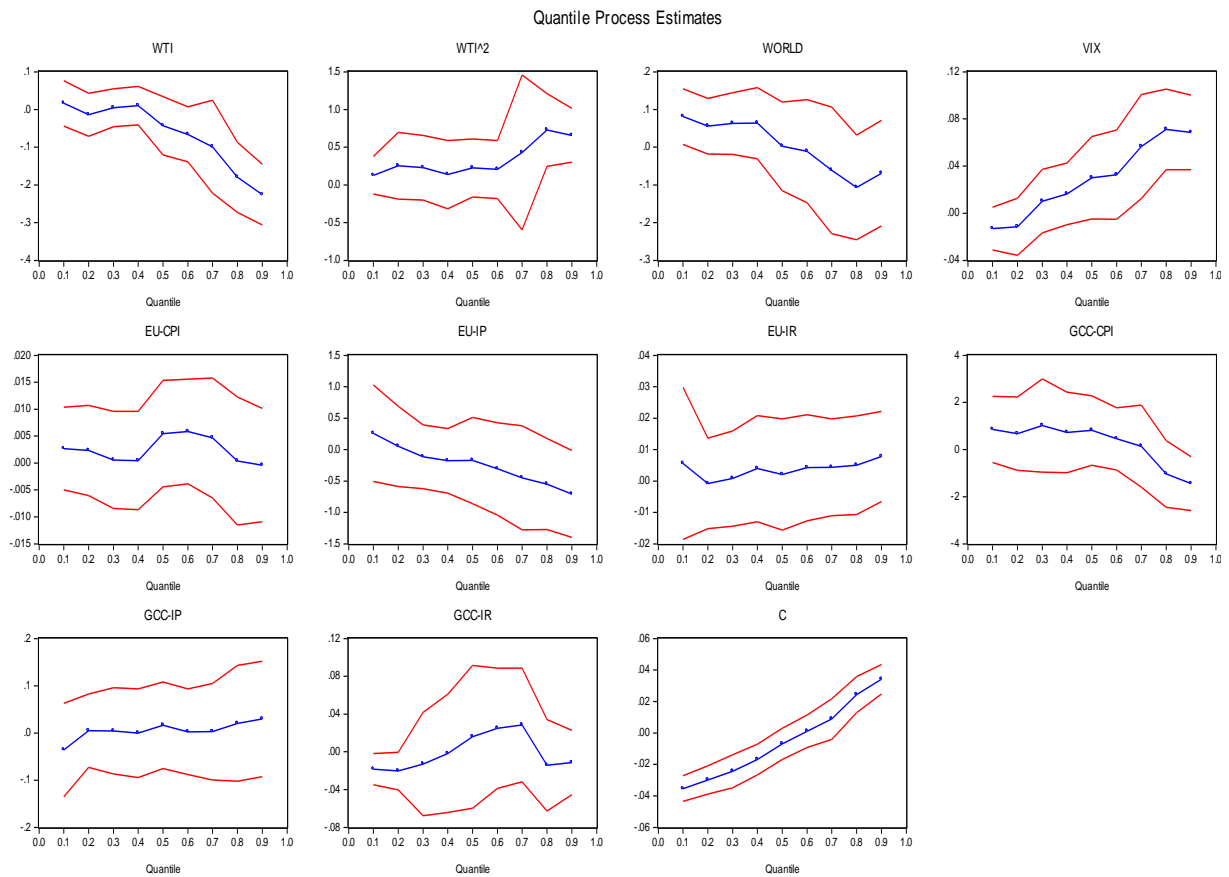 Quantile Process Estimates
WTI
.1
.0
-.1
-.2
-.3
-.4
0.0 0.1 0.2 0.3 0.4 0.5 0.6 0.7 0.8 0.9 1.0
Quantile
WTI^2
1.5
1.0
0.5
0.0
-0.5
-1.0
0.0 0.1 0.2 0.3 0.4 0.5 0.6 0.7 0.8 0.9 1.0
Quantile
WORLD
.2
.1
.0
-.1
-.2
-.3
0.0 0.1 0.2 0.3 0.4 0.5 0.6 0.7 0.8 0.9 1.0
Quantile
VIX
.12
.08
.04
.00
-.04
0.0 0.1 0.2 0.3 0.4 0.5 0.6 0.7 0.8 0.9 1.0
Quantile
EU-CPI
.020
.015
.010
.005
.000
-.005
-.010
-.015
0.0 0.1 0.2 0.3 0.4 0.5 0.6 0.7 0.8 0.9 1.0
Quantile
EU-IP
1.5
1.0
0.5
0.0
-0.5
-1.0
-1.5
0.0 0.1 0.2 0.3 0.4 0.5 0.6 0.7 0.8 0.9 1.0
Quantile
EU-IR
.04
.03
.02
.01
.00
-.01
-.02
0.0 0.1 0.2 0.3 0.4 0.5 0.6 0.7 0.8 0.9 1.0
Quantile
GCC-CPI
4
2
0
-2
-4
0.0 0.1 0.2 0.3 0.4 0.5 0.6 0.7 0.8 0.9 1.0
Quantile
GCC-IP
.2
.1
.0
-.1
-.2
0.0 0.1 0.2 0.3 0.4 0.5 0.6 0.7 0.8 0.9 1.0
Quantile
GCC-IR
.12
.08
.04
.00
-.04
-.08
0.0 0.1 0.2 0.3 0.4 0.5 0.6 0.7 0.8 0.9 1.0
Quantile
C
.06
.04
.02
.00
-.02
-.04
-.06
0.0 0.1 0.2 0.3 0.4 0.5 0.6 0.7 0.8 0.9 1.0
Quantile